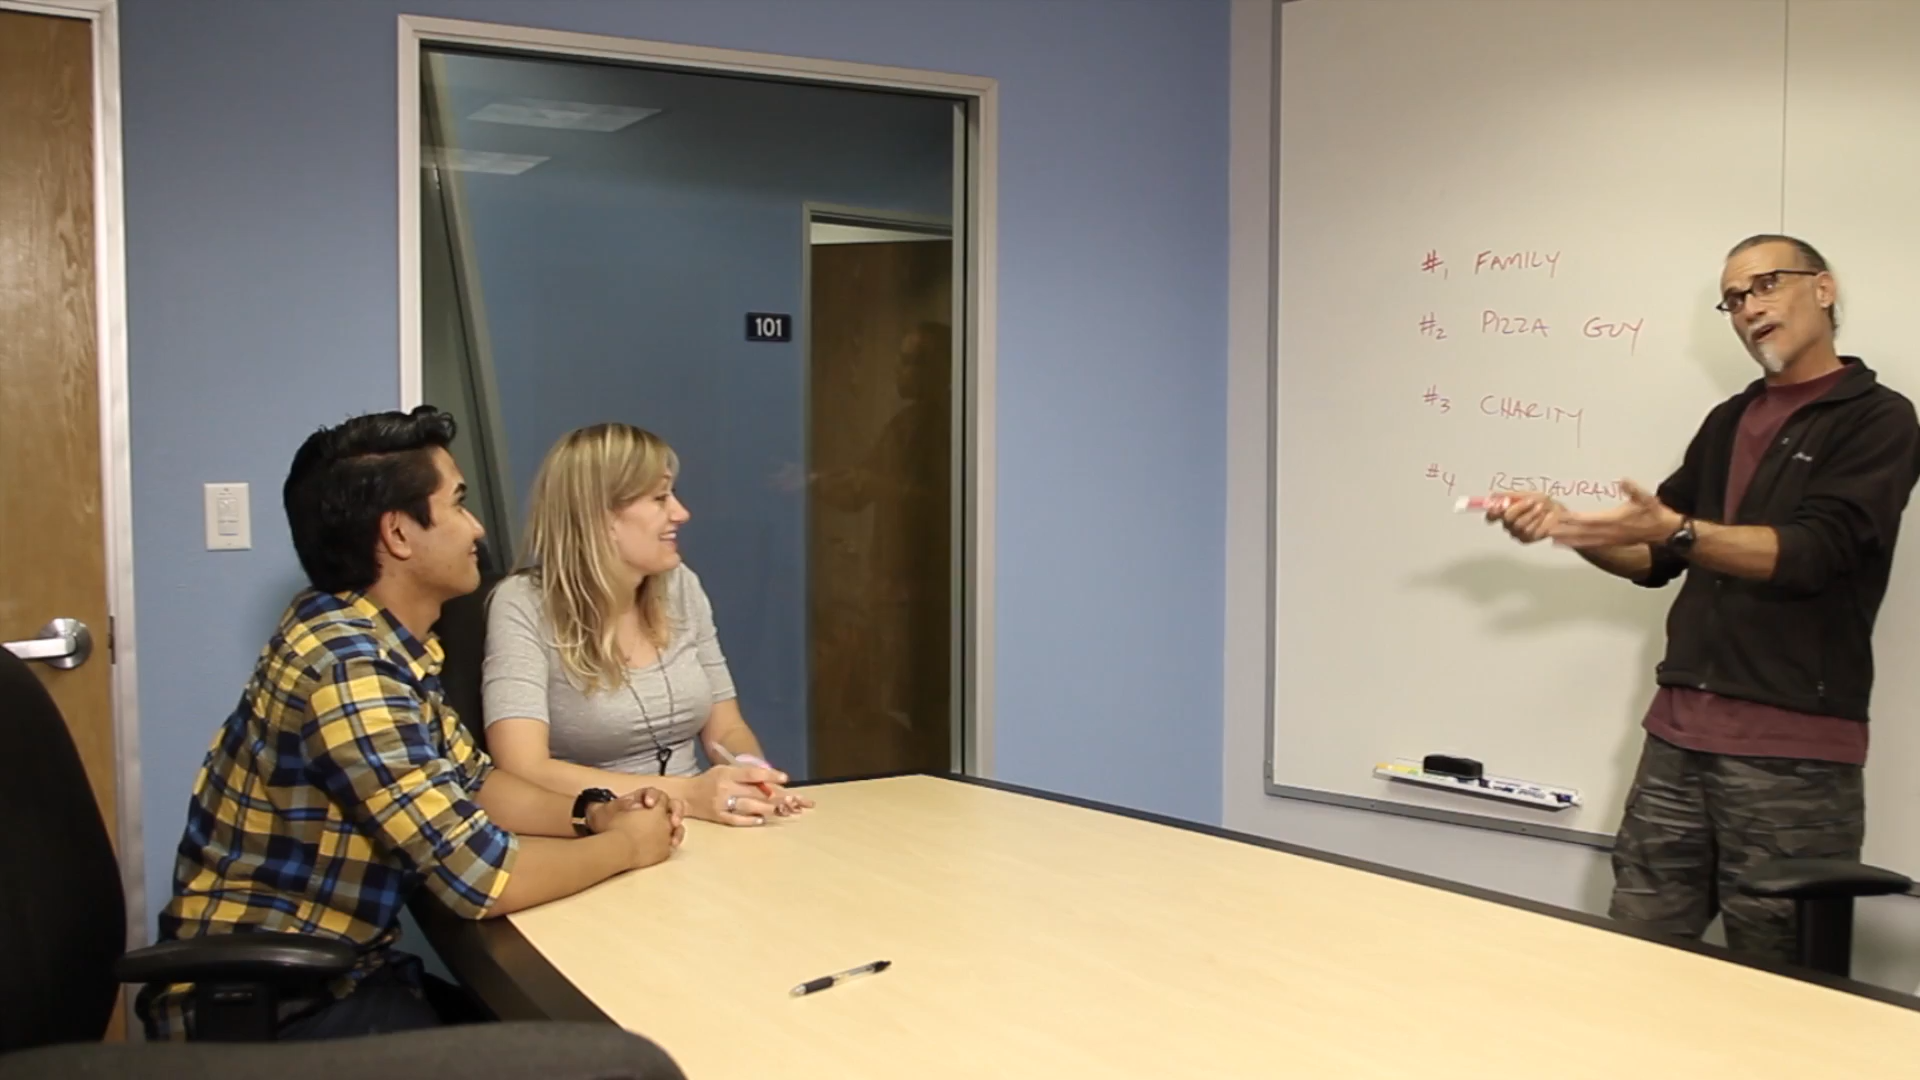 101
#1 FAMILY
#2 PIZZA GUY
#3 CHARITY
#4 RESTAURANT